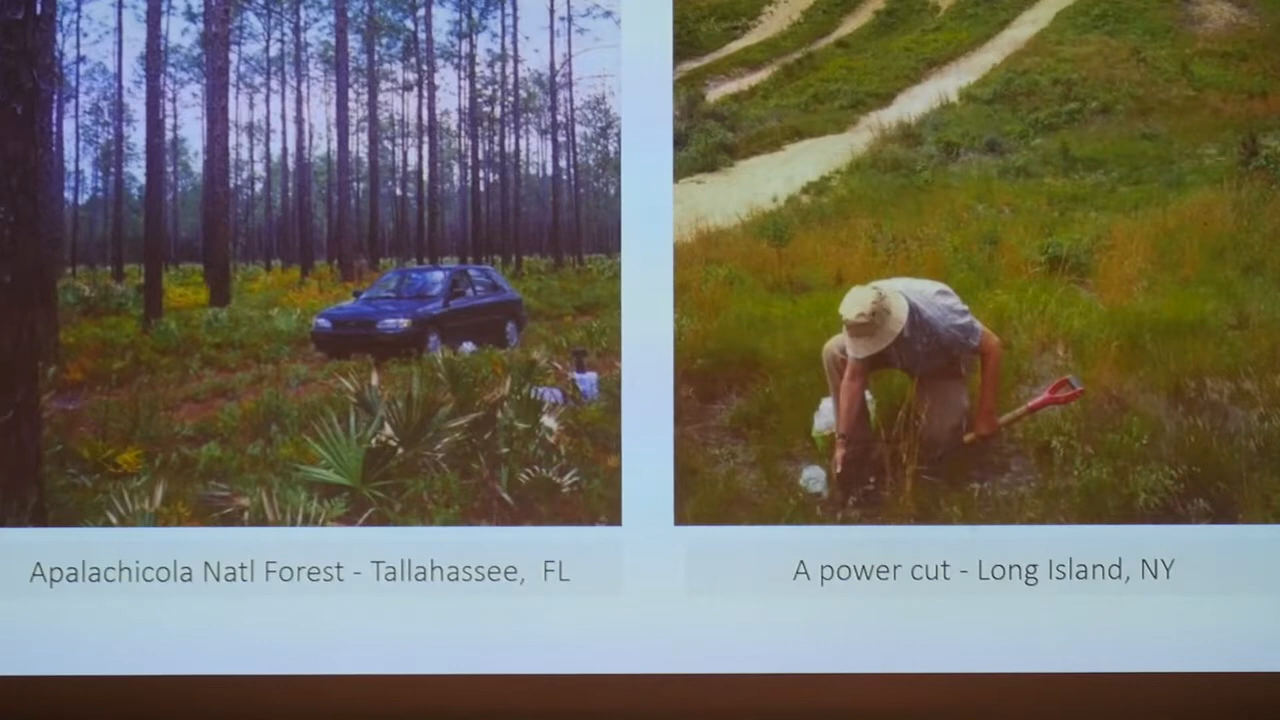 Apalachicola Natl Forest - Tallahassee, FL
A power cut - Long Island, NY